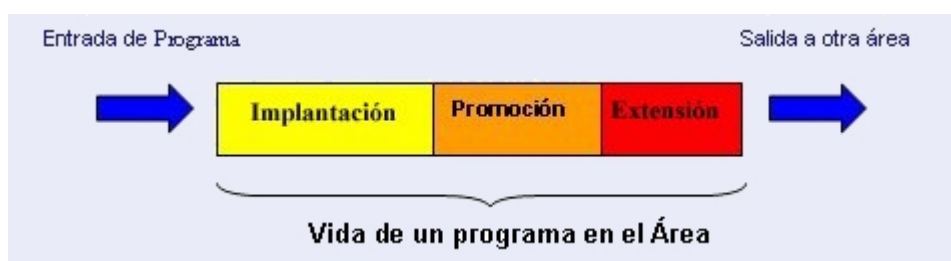 Entrada de Programa
Salida a otra área
Implantación
Promoción
Extensión
Vida de un programa en el Área